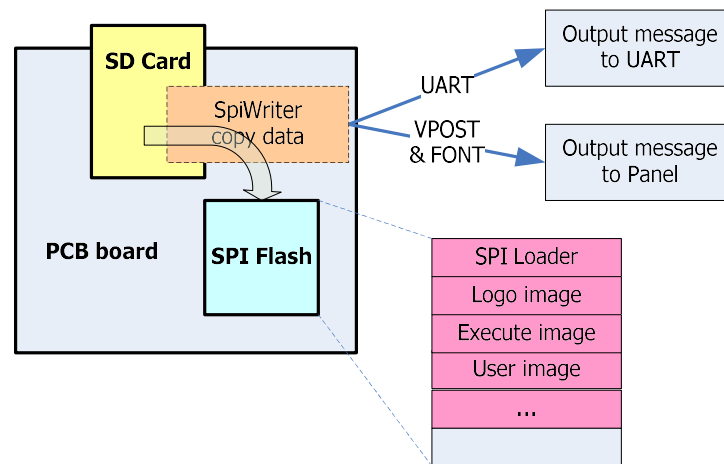 SD Card
SpiWriter
copy data
UART
VPOST
& FONT
Output message
to UART
Output message
to Panel
PCB board
SPI Flash
SPI Loader
Logo image
Execute image
User image
...